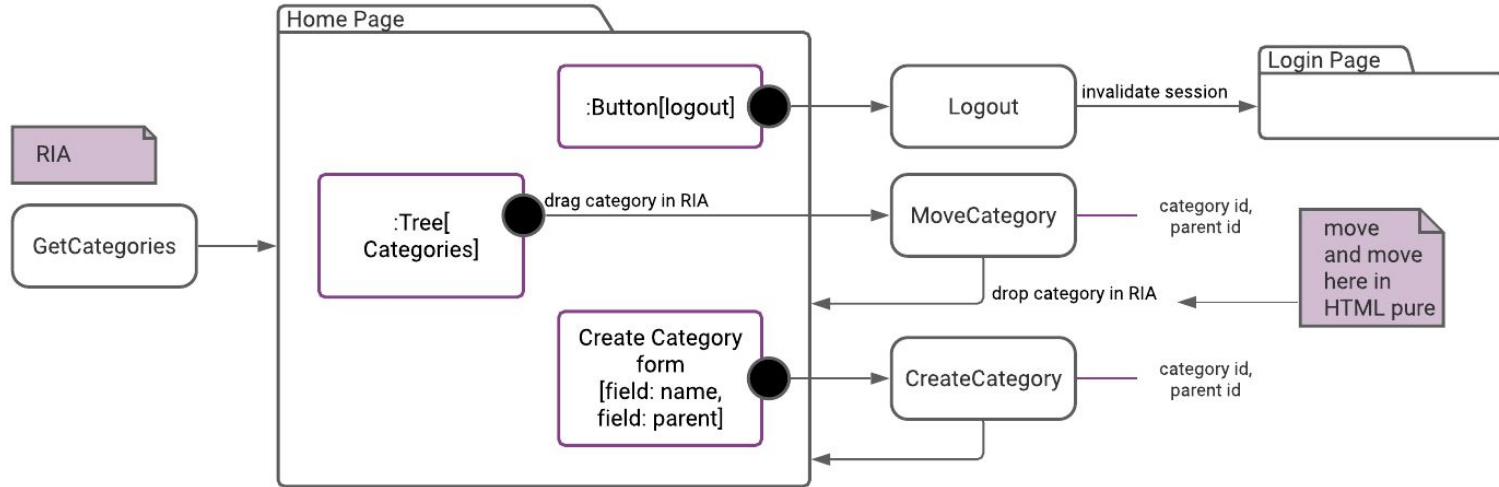 Home Page
:Button[logout]
Logout
invalidate session
Login Page
RIA
GetCategories
:Tree[
Categories]
drag category in RIA
MoveCategory
category id,
parent id
drop category in RIA
move
and move
here in
HTML pure
Create Category
form
[field: name,
field: parent]
CreateCategory
category id,
parent id